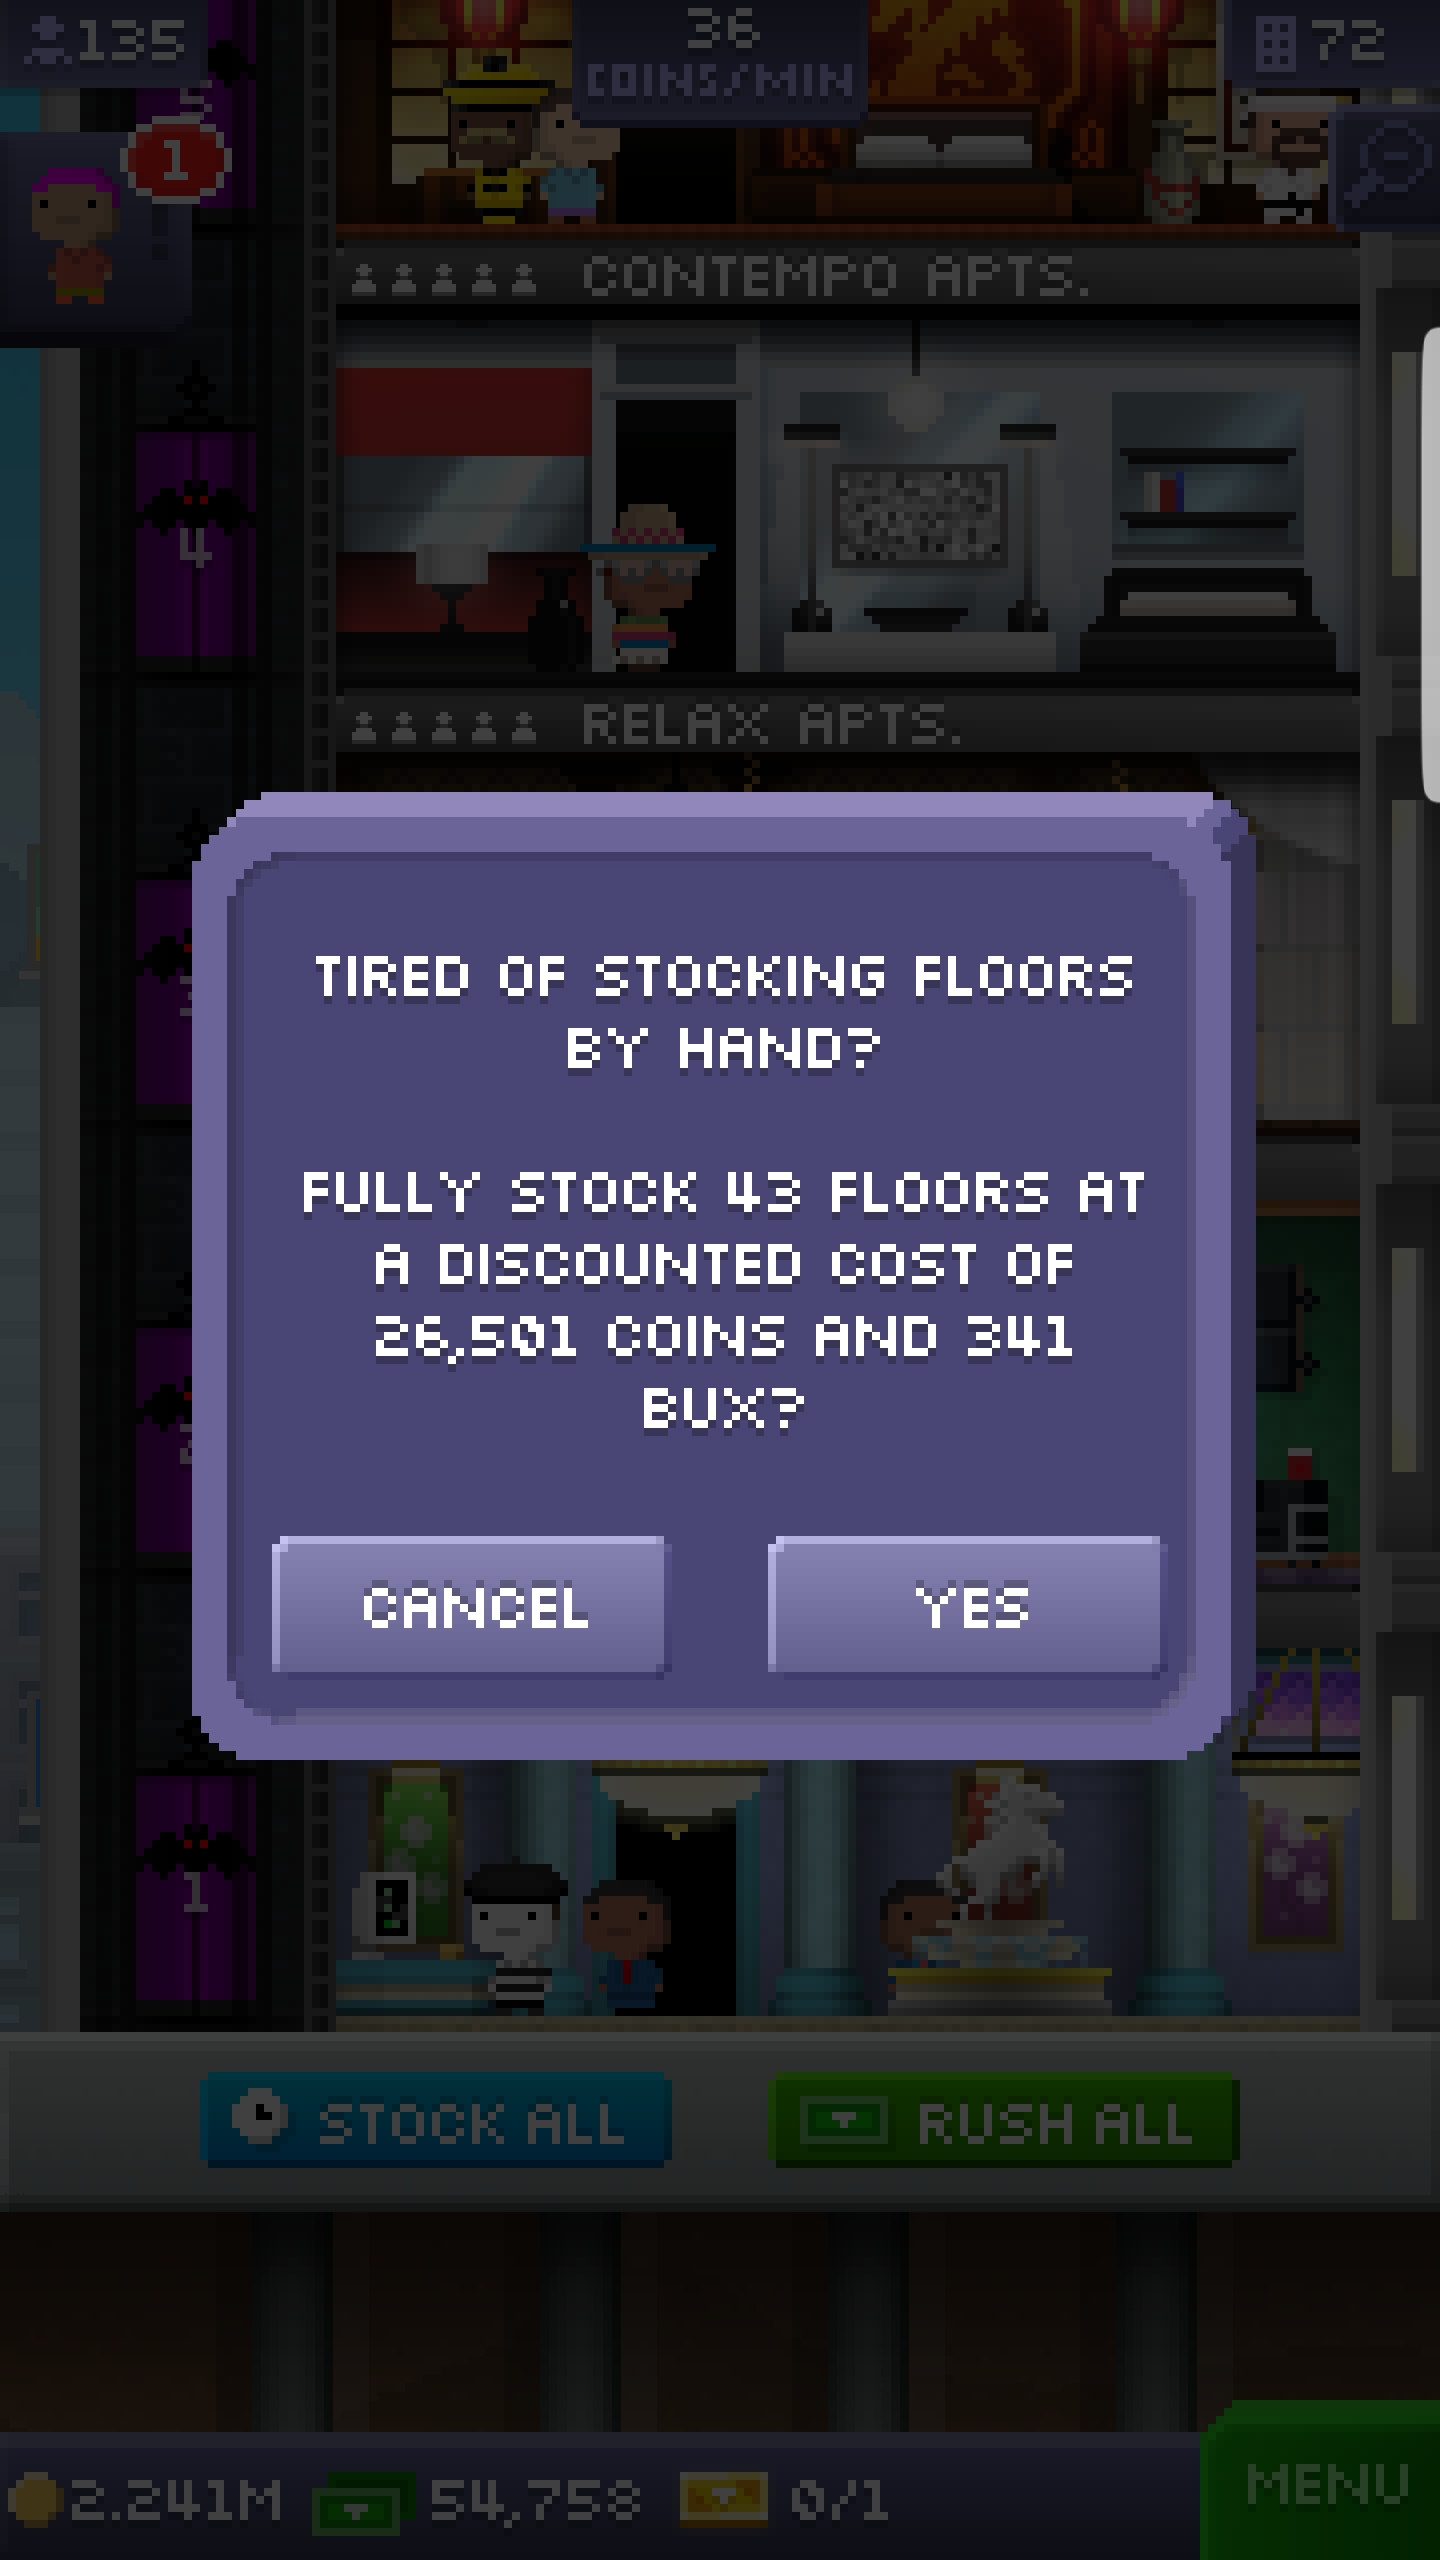 135
36
COINS/MIN
72
5
1
CONTEMPO APTS.
4
RELAX APTS.
TIRED OF STOCKING FLOORS
BY HAND?
FULLY STOCK 43 FLOORS AT
A DISCOUNTED COST OF
26,501 COINS AND 341
BUX?
CANCEL
YES
1
STOCK ALL
RUSH ALL
2.241M
54,758
0/1
MENU